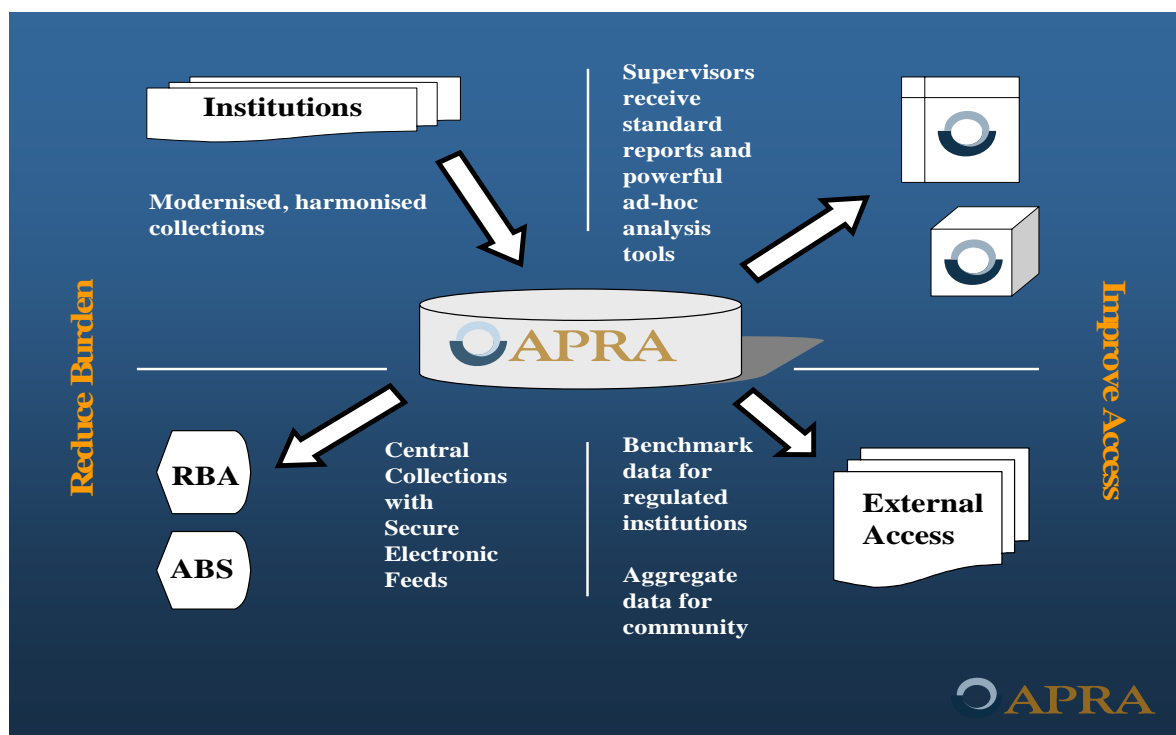 Institutions
Modernised, harmonised
collections
Supervisors
receive
standard
reports and
powerful
ad-hoc
analysis
tools
APRA
Reduce Burden
Improve Access
RBA
ABS
Central
Collections
with
Secure
Electronic
Feeds
Benchmark
data for
regulated
institutions
Aggregate
data for
community
External
Access
APRA